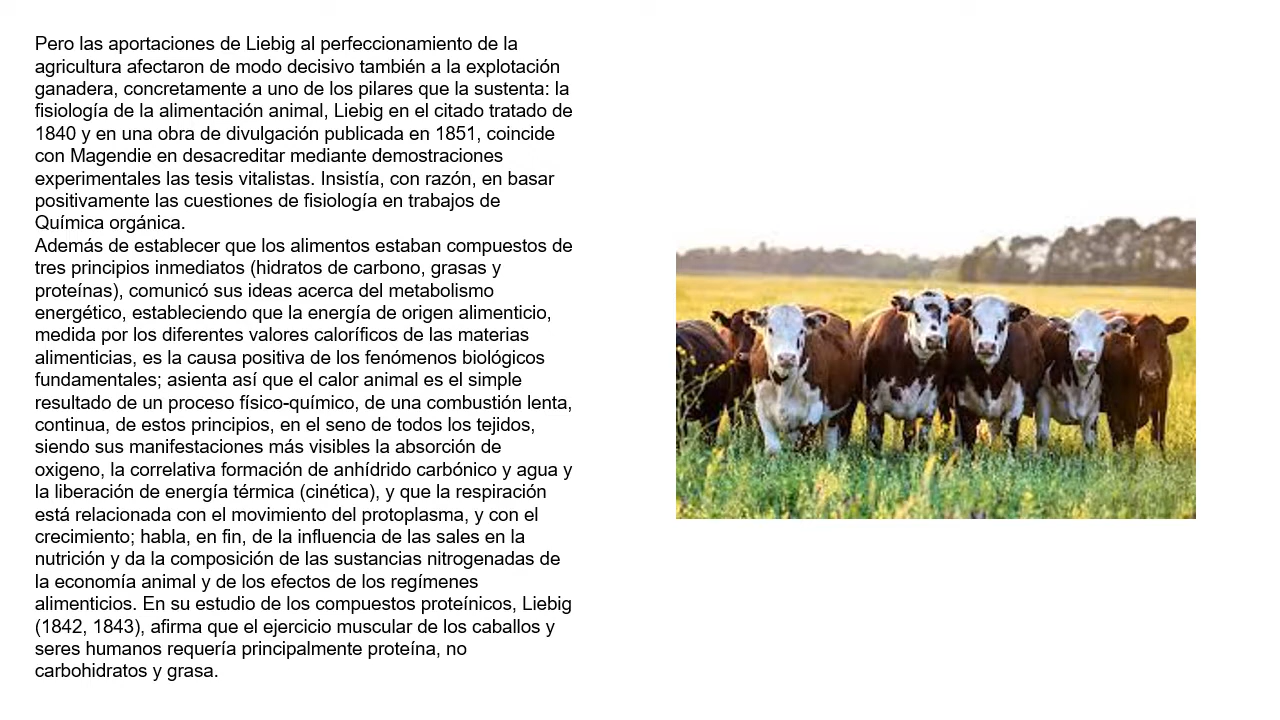 Pero las aportaciones de Liebig al perfeccionamiento de la
agricultura afectaron de modo decisivo también a la explotación
ganadera, concretamente a uno de los pilares que la sustenta: la
fisiología de la alimentación animal, Liebig en el citado tratado de
1840 y en una obra de divulgación publicada en 1851, coincide
con Magendie en desacreditar mediante demostraciones
experimentales las tesis vitalistas. Insistía, con razón, en basar
positivamente las cuestiones de fisiología en trabajos de
Química orgánica.
Además de establecer que los alimentos estaban compuestos de
tres principios inmediatos (hidratos de carbono, grasas y
proteínas), comunicó sus ideas acerca del metabolismo
energético, estableciendo que la energía de origen alimenticio,
medida por los diferentes valores caloríficos de las materias
alimenticias, es la causa positiva de los fenómenos biológicos
fundamentales; asienta así que el calor animal es el simple
resultado de un proceso físico-químico, de una combustión lenta,
continua, de estos principios, en el seno de todos los tejidos,
siendo sus manifestaciones más visibles la absorción de
oxigeno, la correlativa formación de anhídrido carbónico y agua y
la liberación de energía térmica (cinética), y que la respiración
está relacionada con el movimiento del protoplasma, y con el
crecimiento; habla, en fin, de la influencia de las sales en la
nutrición y da la composición de las sustancias nitrogenadas de
la economía animal y de los efectos de los regímenes
alimenticios. En su estudio de los compuestos proteínicos, Liebig
(1842, 1843), afirma que el ejercicio muscular de los caballos y
seres humanos requería principalmente proteína, no
carbohidratos y grasa.